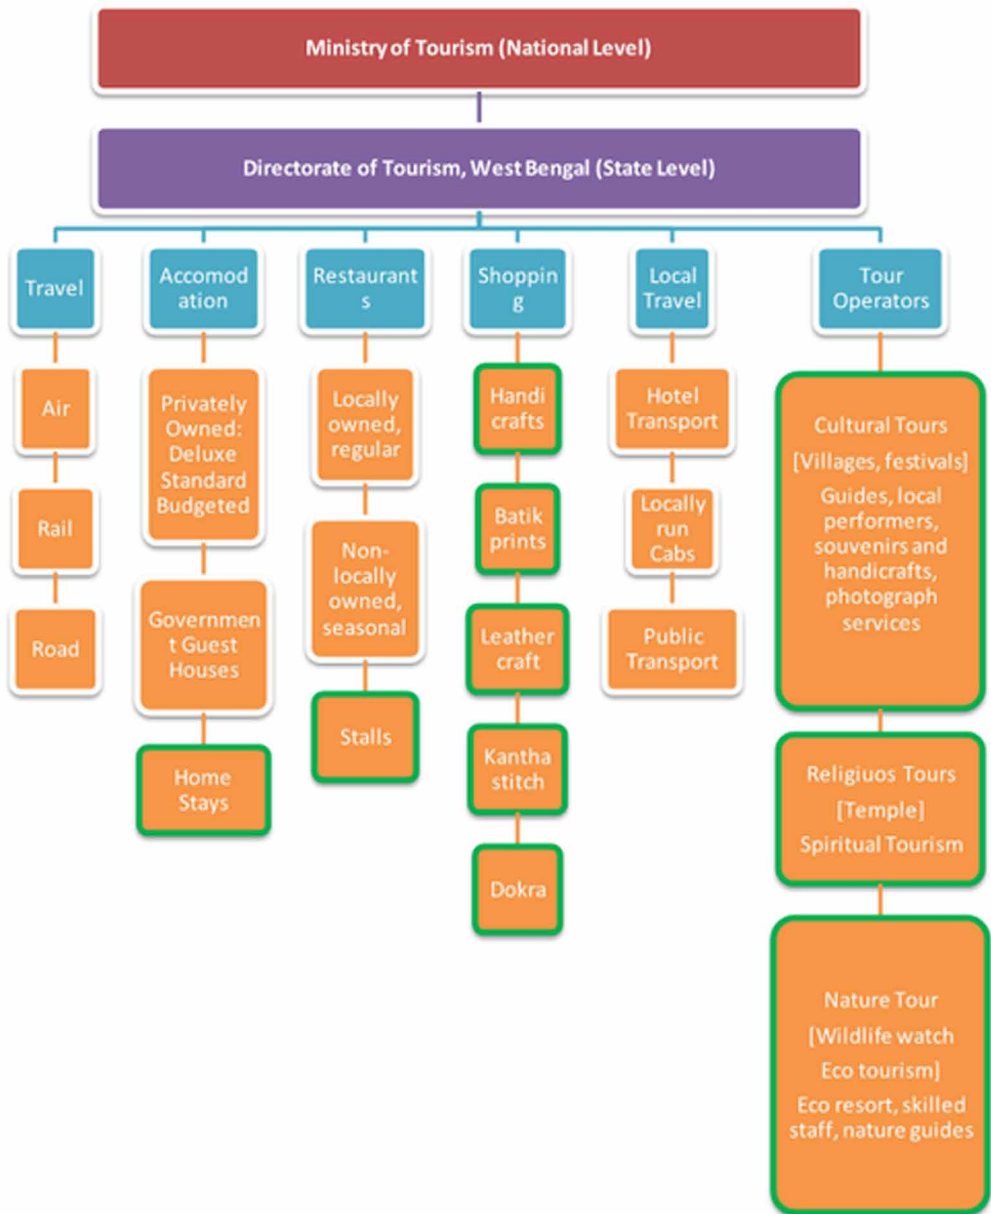 Ministry of Tourism (National Level)
Directorate of Tourism, West Bengal (State Level)
Travel
Air
Rail
Road
Accomod
ation
Privately
Owned:
Deluxe
Standard
Budgeted
Governmen
t Guest
Houses
Home
Stays
Restaurant
s
Locally
owned,
regular
Non-
locally
owned,
seasonal
Stalls
Shoppin
g
Handi
crafts
Batik
prints
Leather
craft
Kantha
stitch
Dokra
Local
Travel
Hotel
Transport
Locally
run
Cabs
Public
Transport
Tour
Operators
Cultural Tours
[Villages, festivals]
Guides, local
performers,
souvenirs and
handicrafts,
photograph
services
Religiuos Tours
[Temple]
Spiritual Tourism
Nature Tour
[Wildlife watch
Eco tourism]
Eco resort, skilled
staff, nature guides